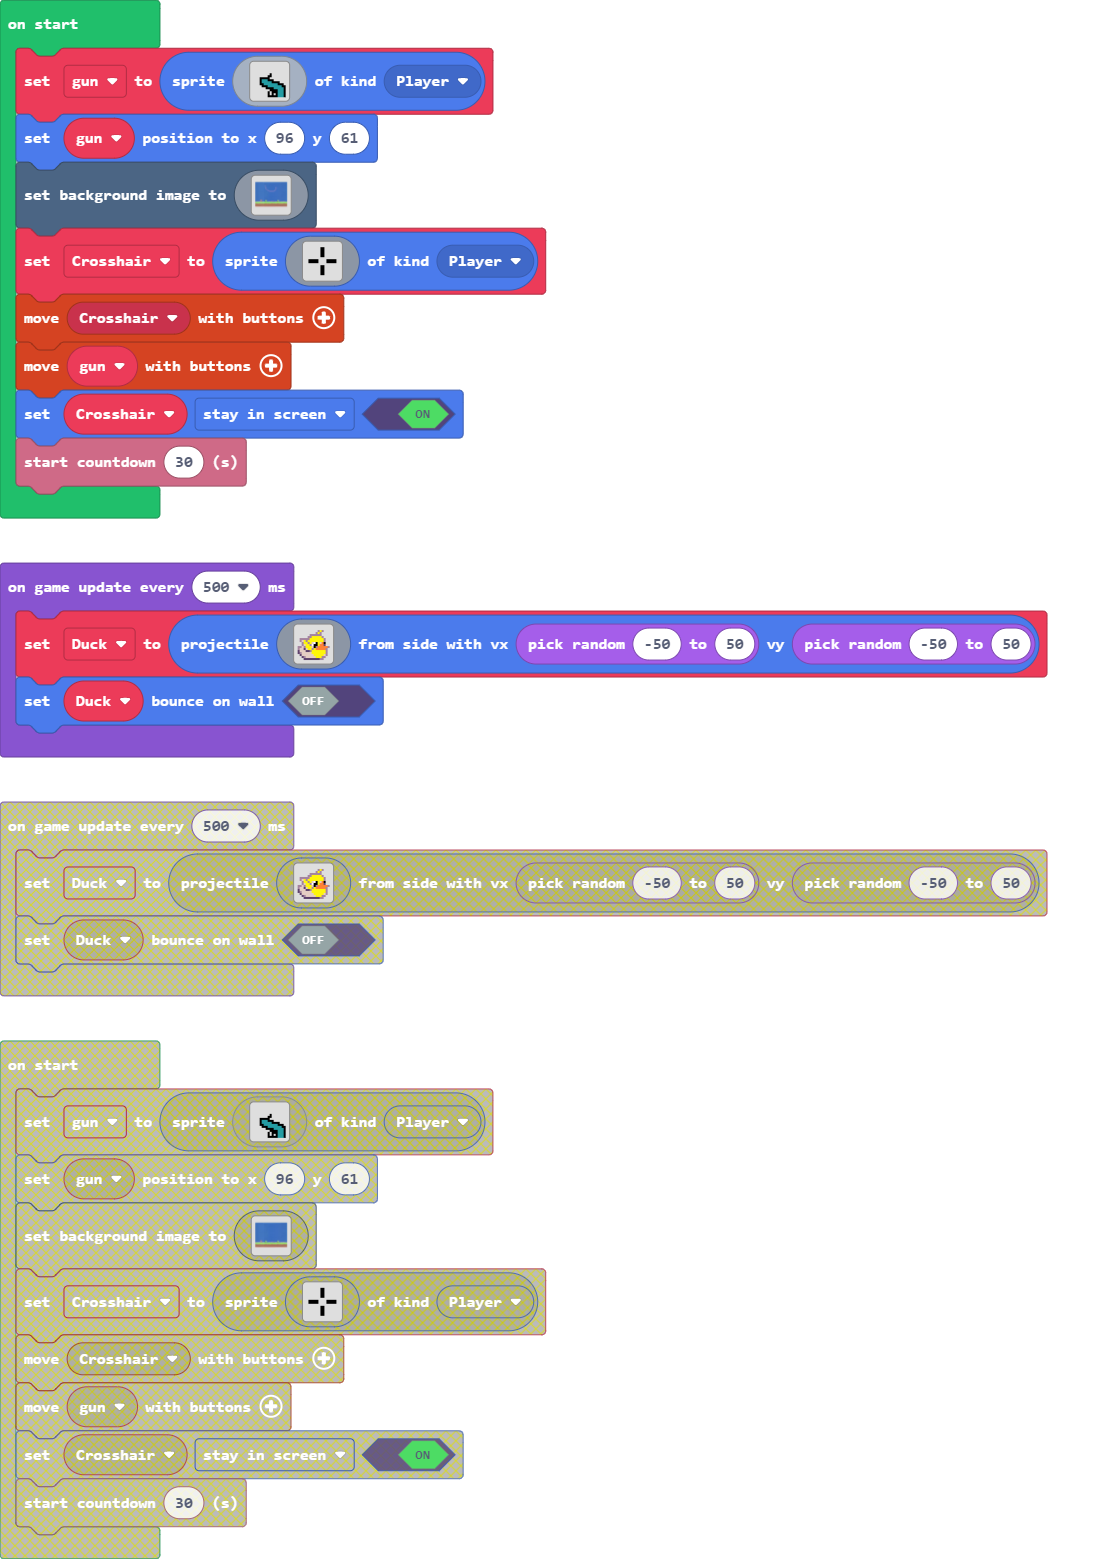 on start
set gun to sprite of kind Player
set gun position to x 96 y 61
set background image to
set Crosshair to sprite of kind Player
move Crosshair with buttons
move gun with buttons
set Crosshair stay in screen ON
start countdown 30 (s)
on game update every 500 ms
set Duck to projectile from side with vx pick random -50 to 50 vy pick random -50 to 50
set Duck bounce on wall OFF
on game update every 500 ms
set Duck to projectile from side with vx pick random -50 to 50 vy pick random -50 to 50
set Duck bounce on wall OFF
on start
set gun to sprite of kind Player
set gun position to x 96 y 61
set background image to
set Crosshair to sprite of kind Player
move Crosshair with buttons
move gun with buttons
set Crosshair stay in screen ON
start countdown 30 (s)